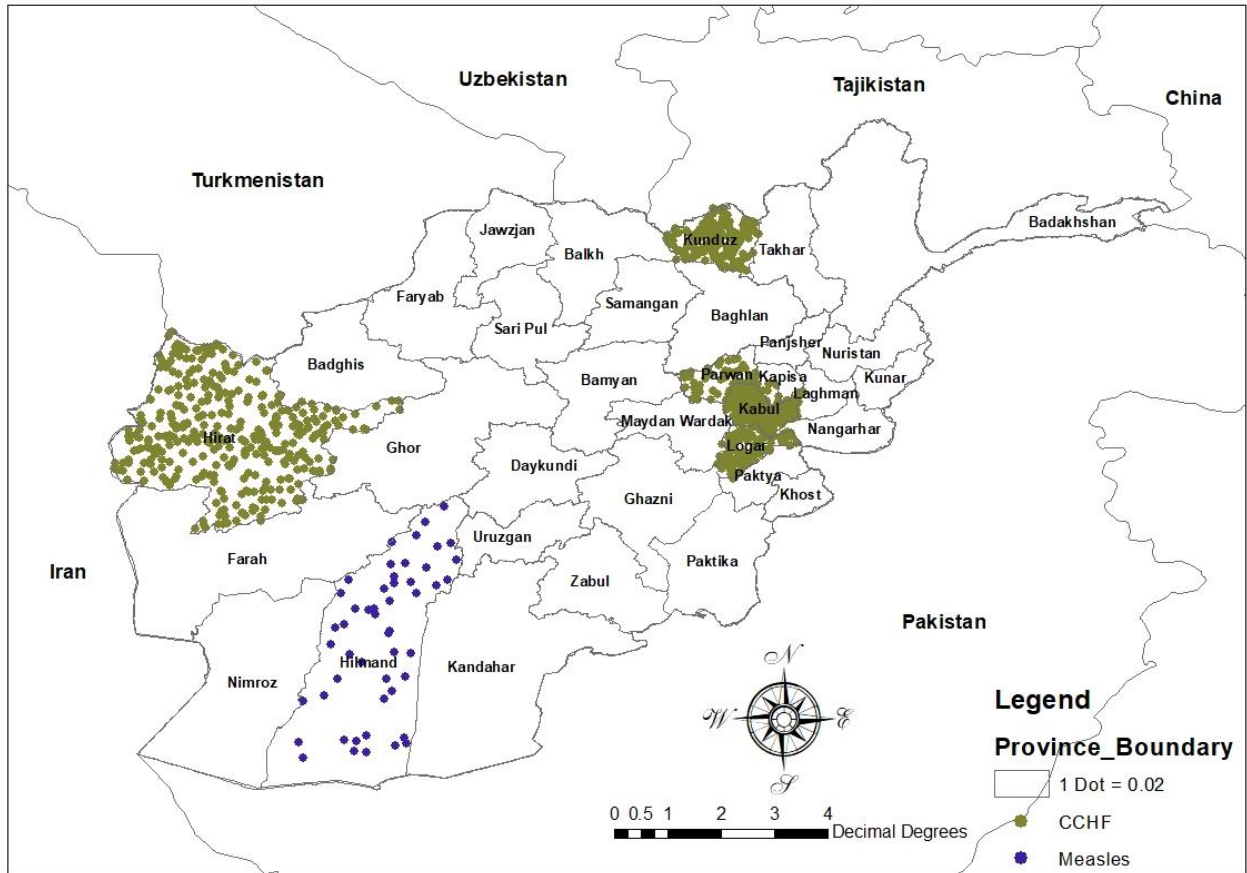 Uzbekistan
Tajikistan
China
Turkmenistan
Jawzjan
Balkh
Kunduz
Takhar
Badakhshan
Faryab
Sari Pul
Samangan
Baghlan
Badghis
Panjsher
Nuristan
Bamyan
Parwan
Kapisa
Kunar
Laghman
Kabul
Hirat
Ghor
Maydan Wardak
Nangarhar
Logar
Daykundi
Paktya
Ghazni
Khost
Iran
Farah
Uruzgan
Zabul
Paktika
Pakistan
Nimroz
Hilmand
Kandahar
N
W
E
S
Legend
Province_Boundary
1 Dot = 0.02
CCHF
Measles
0 0.5 1 2 3 4
Decimal Degrees